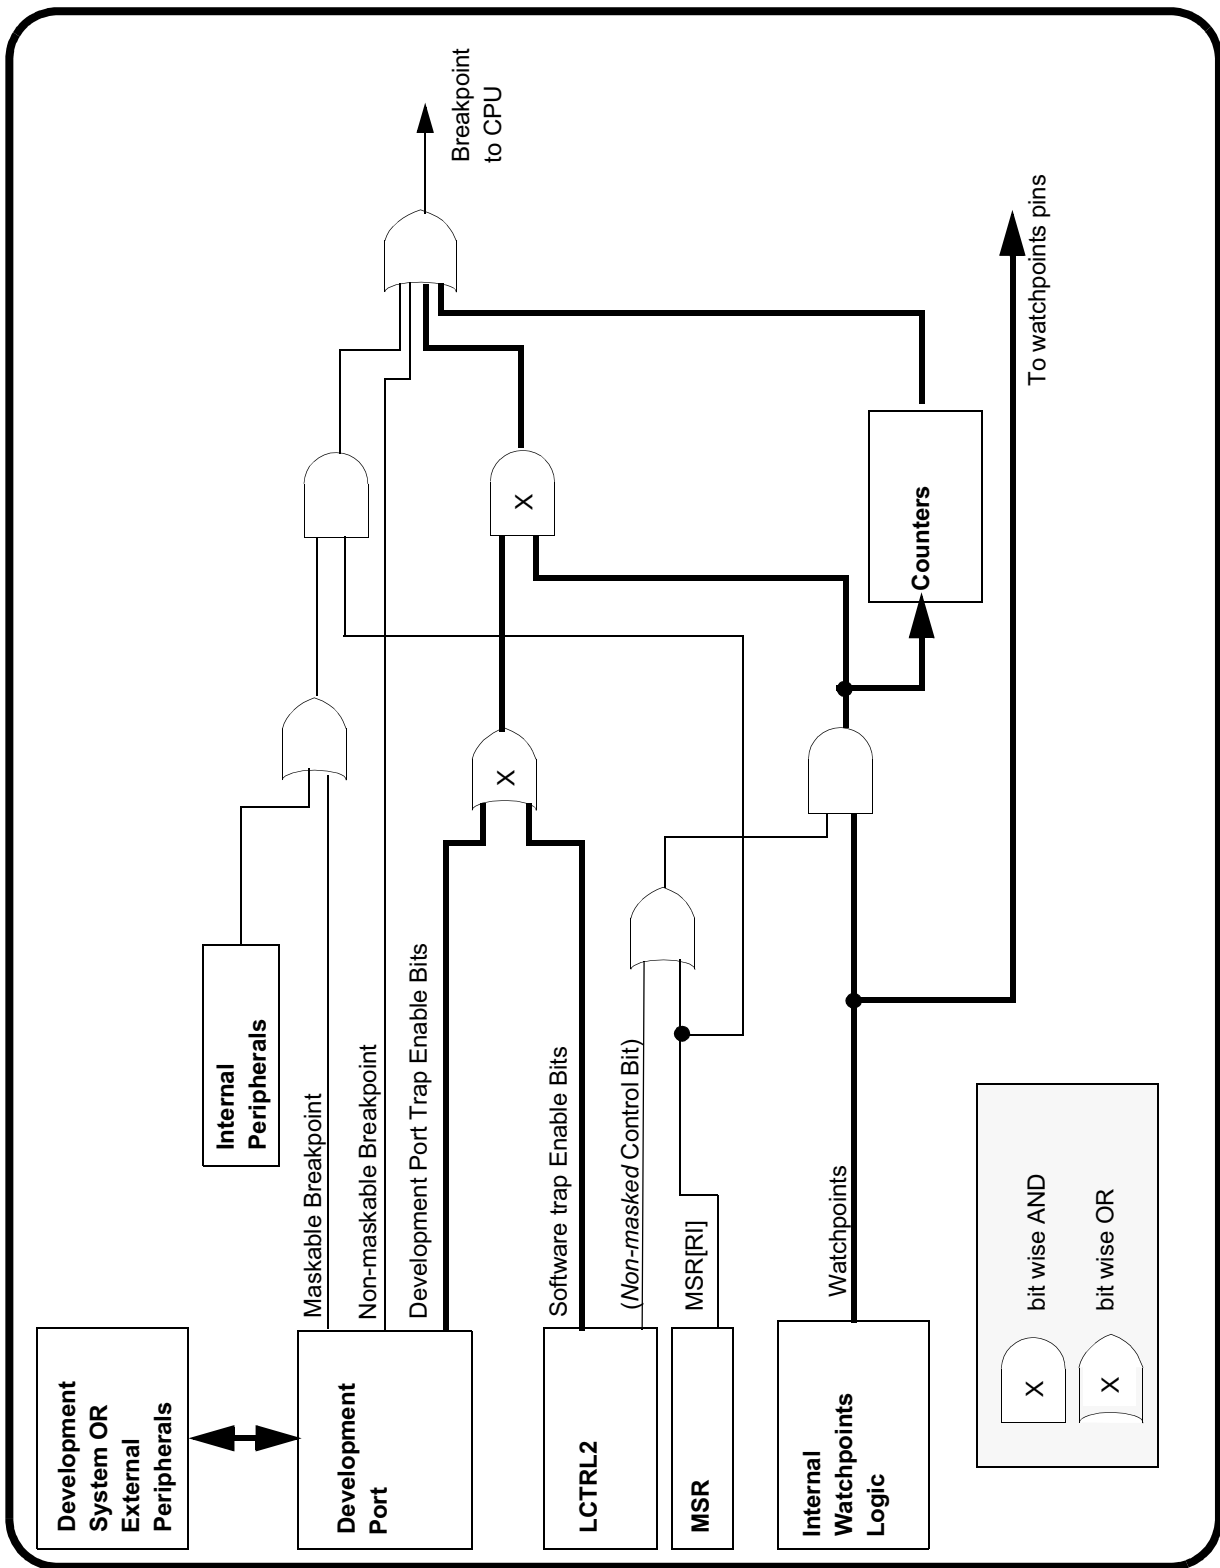 Development
System OR
External
Peripherals
Internal
Peripherals
Development
Port
LCTRL2
MSR
Internal
Watchpoints
Logic
Maskable Breakpoint
Non-maskable Breakpoint
Development Port Trap Enable Bits
Software trap Enable Bits
(Non-masked Control Bit)
MSR[RI]
Watchpoints
X
X
Counters
Breakpoint
to CPU
To watchpoints pins
X bit wise AND
X bit wise OR